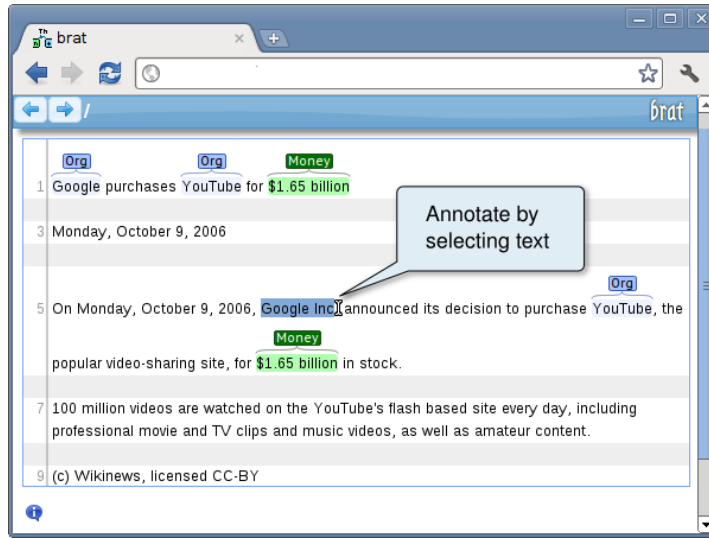 brat
/
brat
Org Org Money
1 Google purchases YouTube for $1.65 billion
Annotate by
selecting text
3 Monday, October 9, 2006
Org
5 On Monday, October 9, 2006, Google Inc. announced its decision to purchase YouTube, the
Money
popular video-sharing site, for $1.65 billion in stock.
7 100 million videos are watched on the YouTube's flash based site every day, including
professional movie and TV clips and music videos, as well as amateur content.
9 (c) Wikinews, licensed CC-BY